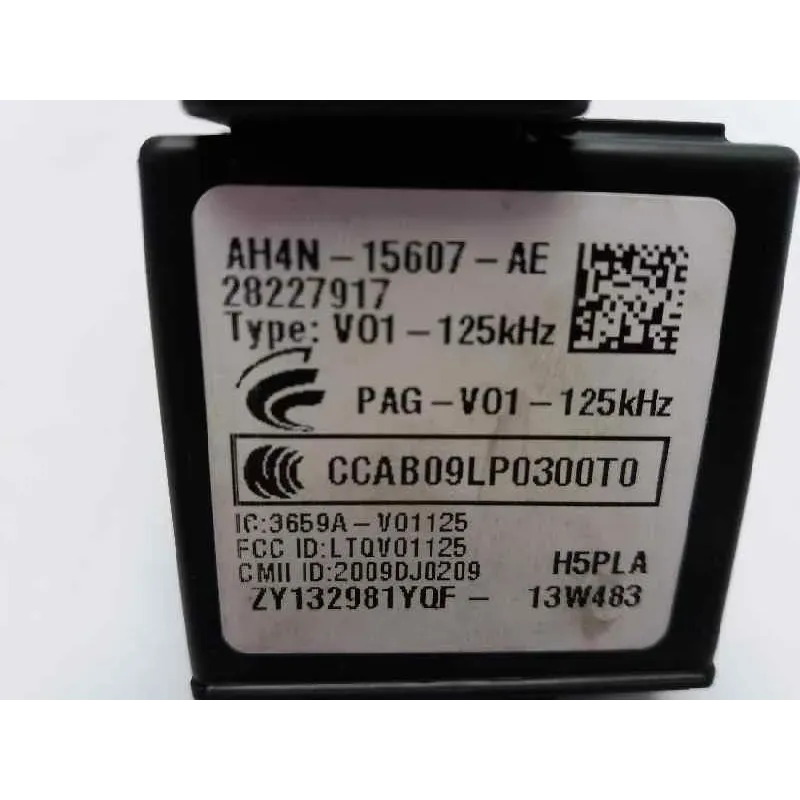 AH4N-15607-AE
28227917
Type: V01-125kHz
PAG-V01-125kHz
CCAB09LP0300T0
IC:3659A-V01125
FCC ID:LTQV01125
CMII ID:2009DJ0209
H5PLA
ZY132981YQF- 13W483